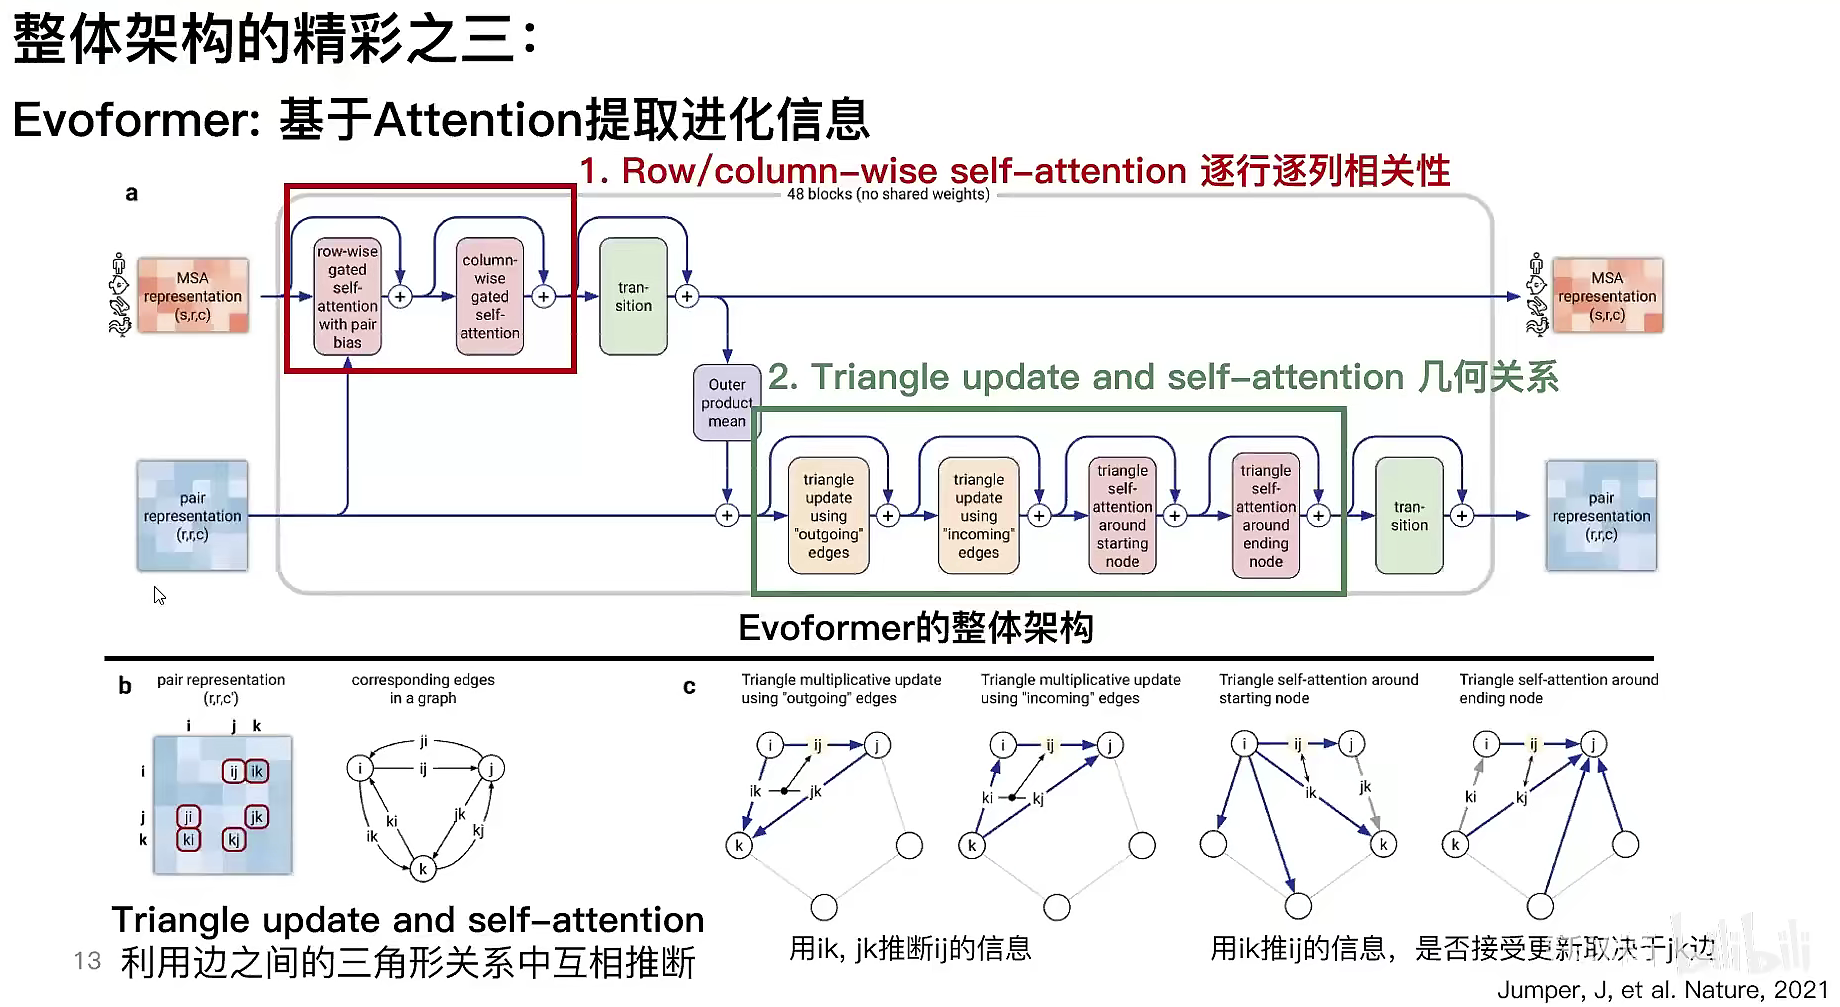 整体架构的精彩之三：
Evoformer: 基于Attention提取进化信息
1. Row/column-wise self-attention 逐行逐列相关性
a
48 blocks (no shared weights)
MSA
representation
(s,r,c)
row-wise
gated
self-
attention
with pair
bias
column-
wise
gated
self-
attention
tran-
sition
MSA
representation
(s,r,c)
2. Triangle update and self-attention 几何关系
Outer
product
mean
pair
representation
(r,r,c)
triangle
update
using
"outgoing"
edges
triangle
update
using
"incoming"
edges
triangle
self-
attention
around
starting
node
triangle
self-
attention
around
ending
node
tran-
sition
pair
representation
(r,r,c)
Evoformer的整体架构
b
pair representation
(r,r,c')
i j k
i
j
k
ij ik
ji jk
ki kj
corresponding edges
in a graph
ji
i ij j
ik ki jk kj
k
c
Triangle multiplicative update
using "outgoing" edges
i ij j
ik jk
k
Triangle multiplicative update
using "incoming" edges
i ij j
ki kj
k
Triangle self-attention around
starting node
i ij j
ik jk
k
Triangle self-attention around
ending node
i ij j
ki kj
k
Triangle update and self-attention
利用边之间的三角形关系中互相推断
用ik, jk推断ij的信息
用ik推ij的信息，是否接受更新取决于jk边
13
bilibili
Jumper, J, et al. Nature, 2021